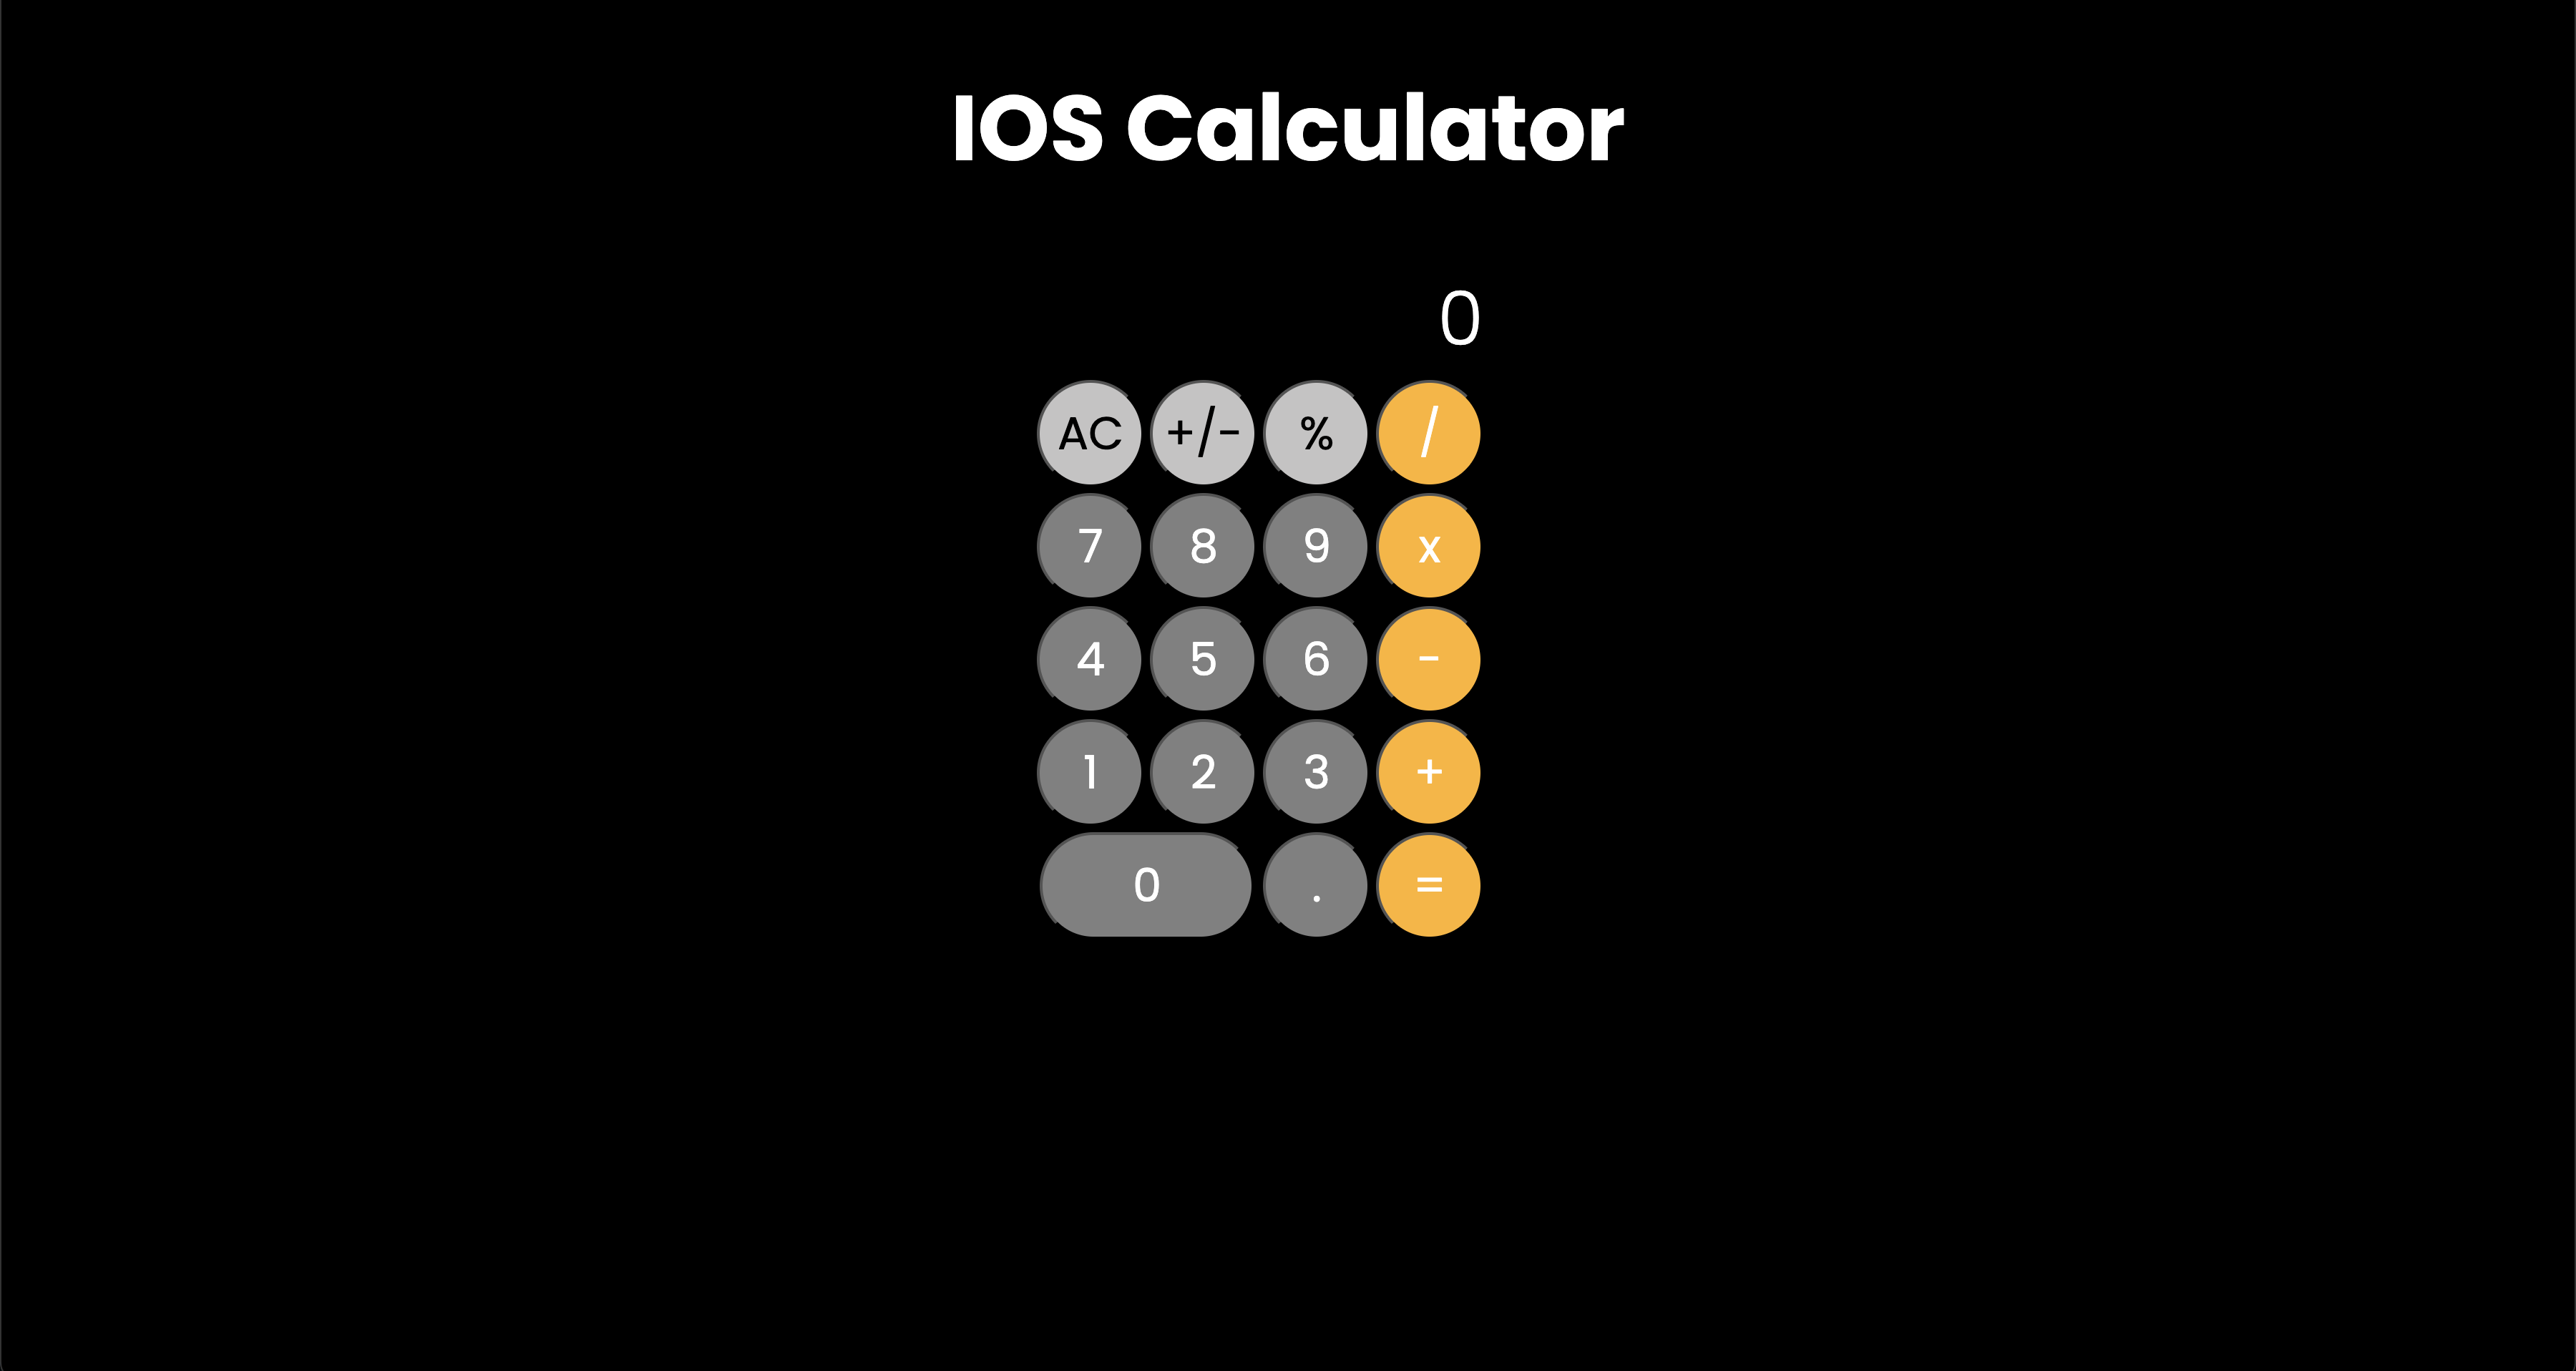 IOS Calculator
0
AC +/- % /
7 8 9 x
4 5 6 -
1 2 3 +
0 . =